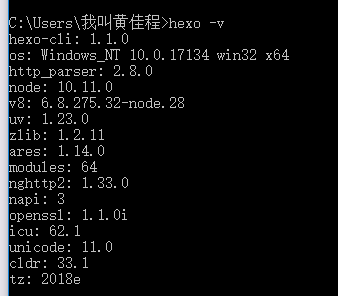 C:\Users\我叫黄佳程>hexo -v
hexo-cli: 1.1.0
os: Windows_NT 10.0.17134 win32 x64
http_parser: 2.8.0
node: 10.11.0
v8: 6.8.275.32-node.28
uv: 1.23.0
zlib: 1.2.11
ares: 1.14.0
modules: 64
nghttp2: 1.33.0
napi: 3
openssl: 1.1.0i
icu: 62.1
unicode: 11.0
cldr: 33.1
tz: 2018e